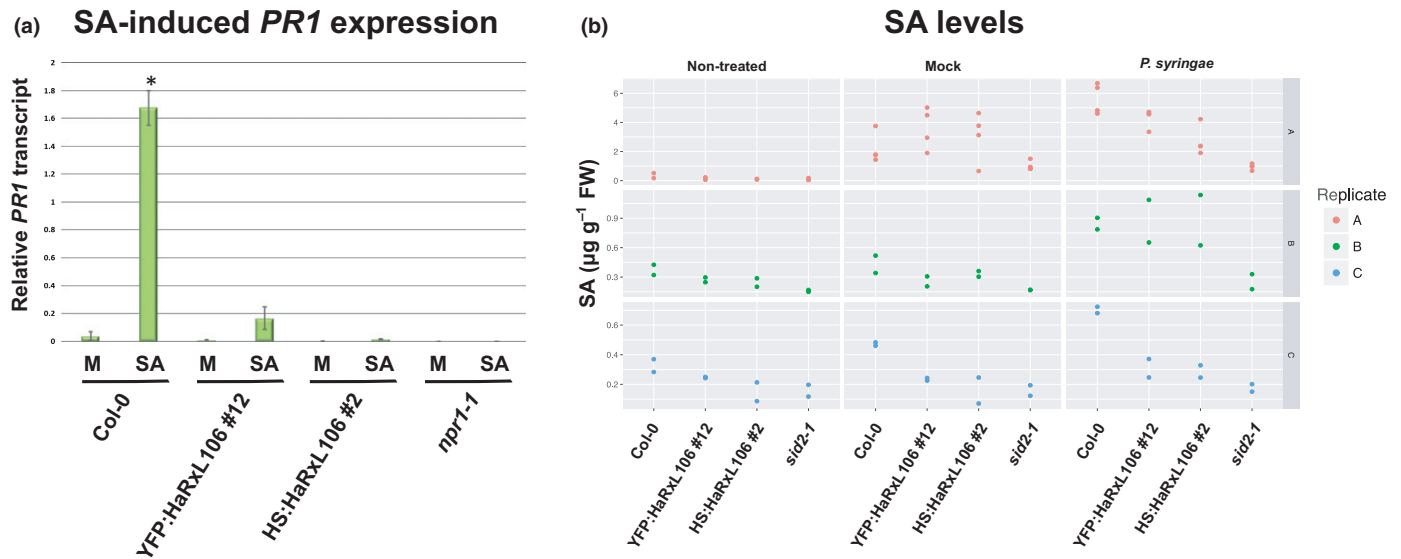 (a) SA-induced PR1 expression
Relative PR1 transcript
2
1.8
1.6
1.4
1.2
1
0.8
0.6
0.4
0.2
0
*
M SA M SA M SA M SA
Col-0
YFP:HaRxL106 #12
HS:HaRxL106 #2
npr1-1
(b) SA levels
Non-treated Mock P. syringae
SA (µg g⁻¹ FW)
6
4
2
0
A
0.9
0.6
0.3
B
0.6
0.4
0.2
C
Col-0
YFP:HaRxL106 #12
HS:HaRxL106 #2
sid2-1
Col-0
YFP:HaRxL106 #12
HS:HaRxL106 #2
sid2-1
Col-0
YFP:HaRxL106 #12
HS:HaRxL106 #2
sid2-1
Replicate
A
B
C